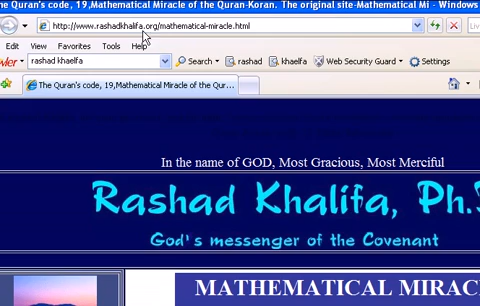 he Quran's code, 19,Mathematical Miracle of the Quran-Koran. The original site-Mathematical Mi - Windows
http://www.rashadkhalifa.org/mathematical-miracle.html
Edit View Favorites Tools Help
wler rashad khaelfa Search rashad khaelfa Web Security Guard Settings
The Quran's code, 19,Mathematical Miracle of the Qur...
In the name of GOD, Most Gracious, Most Merciful
Rashad Khalifa, Ph.
God's messenger of the Covenant
MATHEMATICAL MIRAC